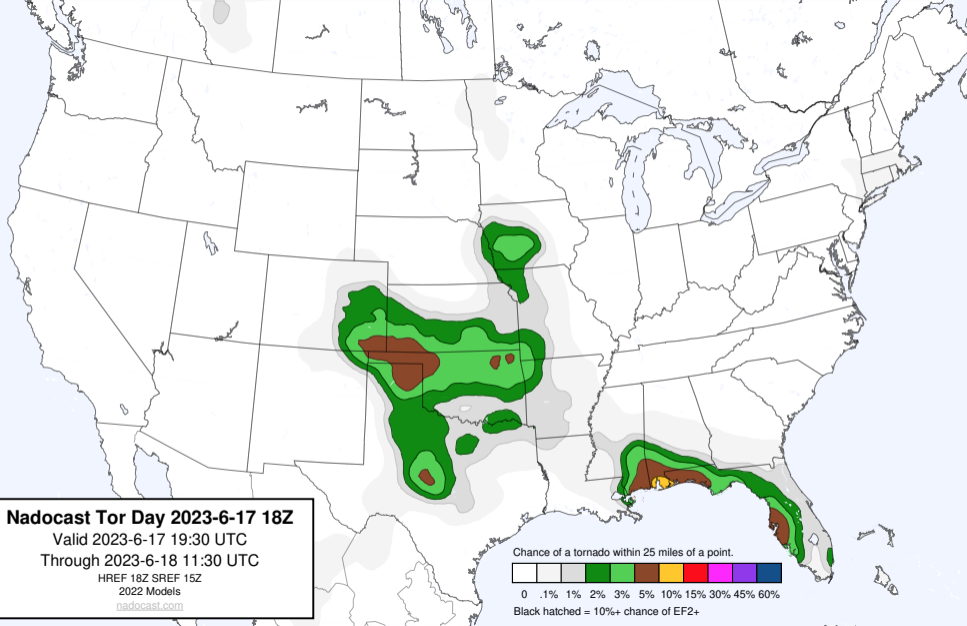 Nadocast Tor Day 2023-6-17 18Z
Valid 2023-6-17 19:30 UTC
Through 2023-6-18 11:30 UTC
HREF 18Z SREF 15Z
2022 Models
nadocast.com
Chance of a tornado within 25 miles of a point.
0 .1% 1% 2% 3% 5% 10% 15% 30% 45% 60%
Black hatched = 10%+ chance of EF2+